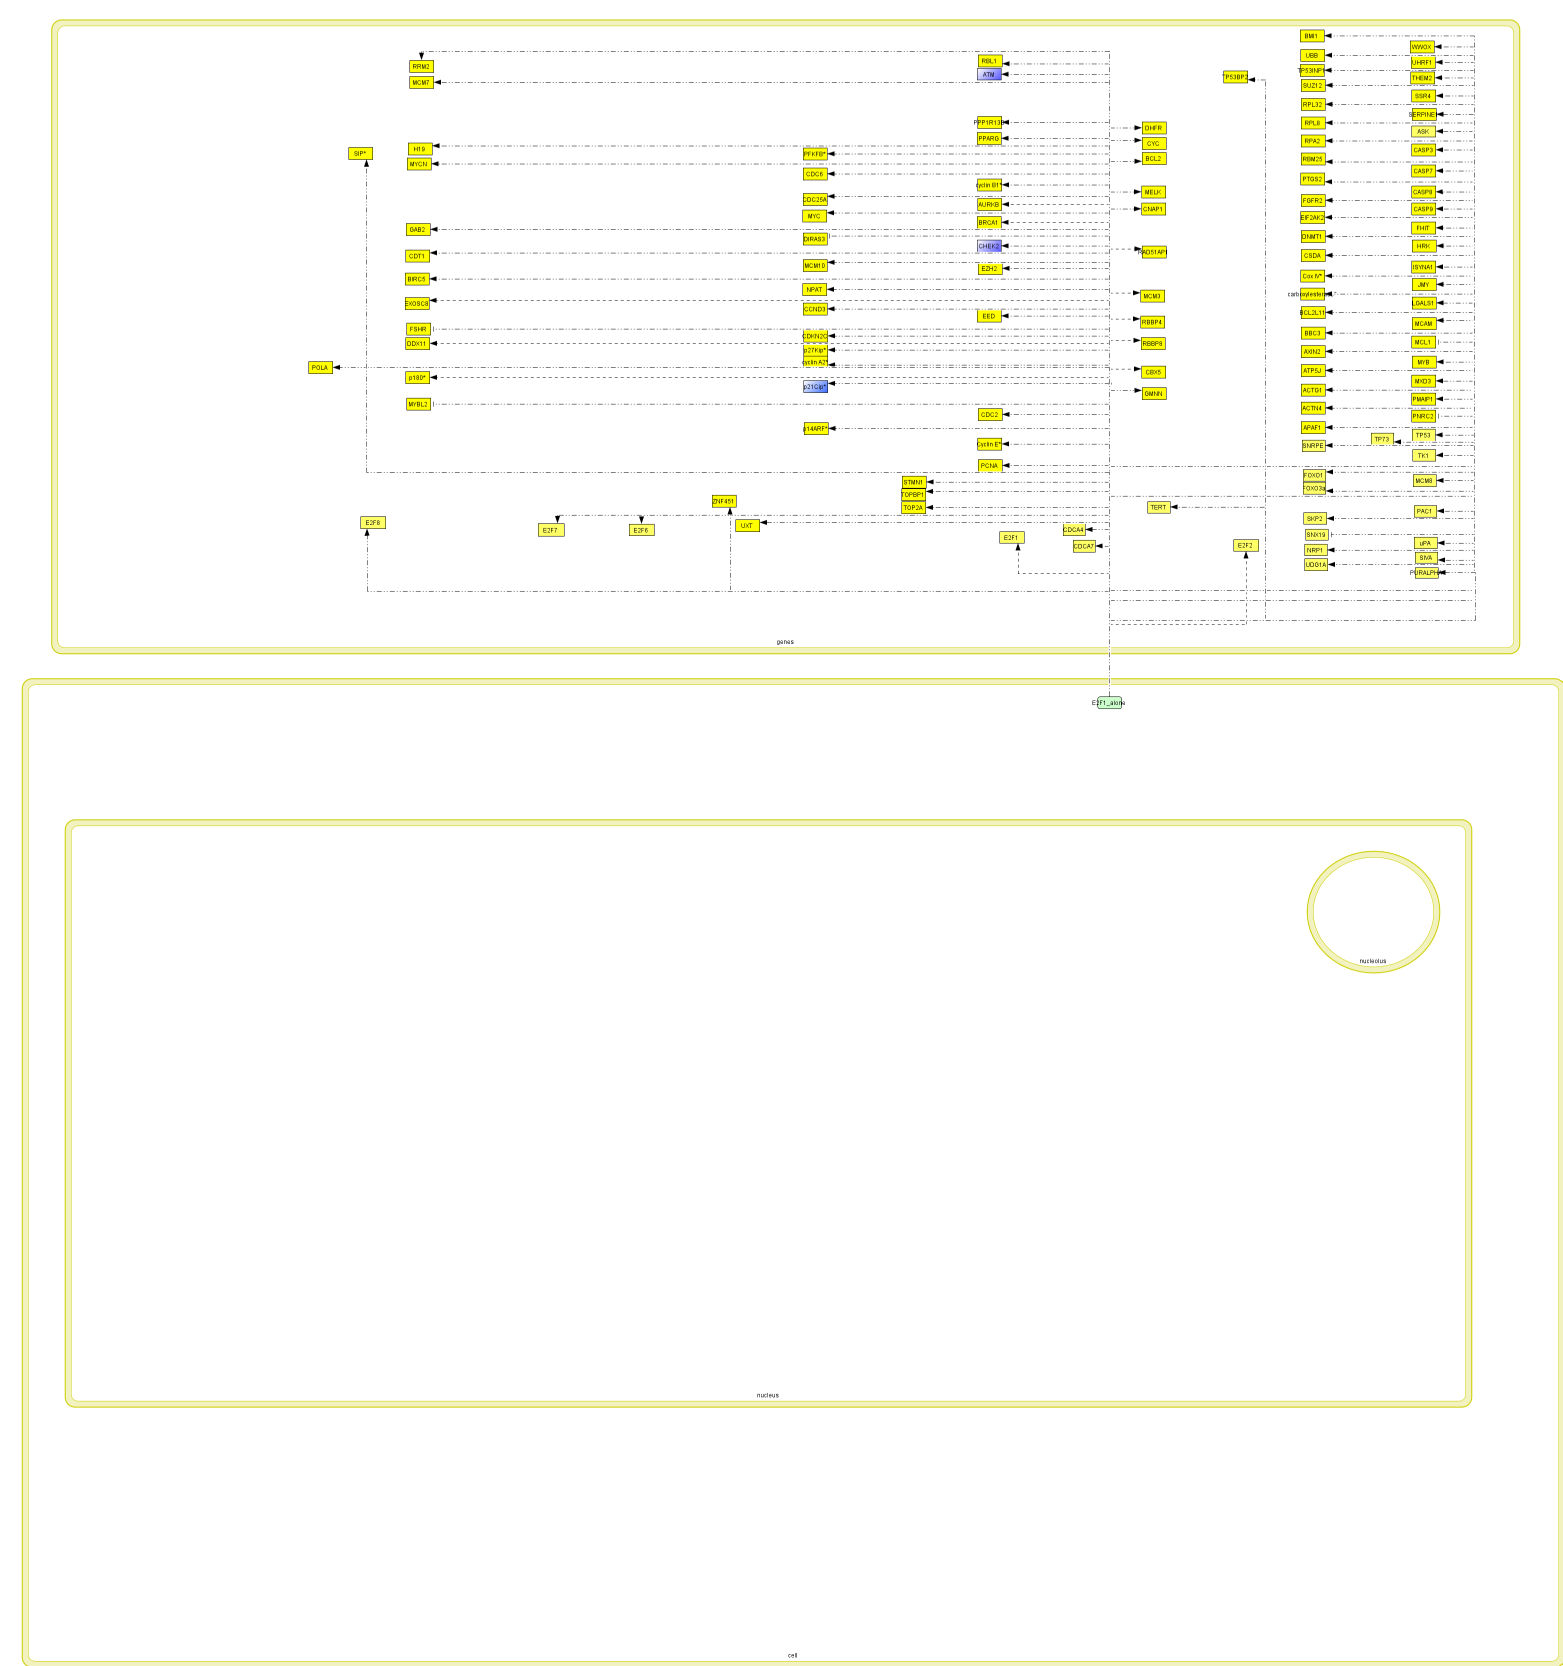 BMI1
WWOX
RBL1
UBB
RRM2
UHRF1
TP53INP1
ATM
TP53BP2
THEM2
MCM7
SUZ12
SSR4
RPL32
SERPINE
PPP1R13B
RPL8
DHFR
ASK
PPARG
RPA2
CYC
H19
CASP3
SIP*
PFKFB*
BCL2
RBM25
MYCN
CASP7
CDC6
PTGS2
cyclin B1*
MELK
CASP8
CDC25A
FGFR2
AURKB
CNAP1
CASP9
MYC
EIF2AK2
BRCA1
FHIT
GAB2
DNMT1
DIRAS3
CHEK2
HRK
RAD51AP1
CDT1
CSDA
MCM10
EZH2
ISYNA1
Cox IV*
BIRC5
JMY
NPAT
carboxylesterase*
MCM3
EXOSC8
LGALS1
CCND3
BCL2L11
EED
RBBP4
MCAM
FSHR
BBC3
CDKN2C
DDX11
RBBP8
MCL1
p27Kip*
AXIN2
cyclin A2*
MYB
POLA
ATP5J
CBX5
p180*
MXD3
p21Cip*
ACTG1
GMNN
PMAIP1
MYBL2
ACTN4
CDC2
PNRC2
p14ARF*
APAF1
TP53
TP73
Cyclin E*
SNRPE
TK1
PCNA
FOXO1
STMN1
MCM8
FOXO3a
TOPBP1
ZNF451
TOP2A
TERT
PAC1
SKP2
E2F8
UXT
E2F7
E2F6
CDCA4
SNX19
E2F1
uPA
CDCA7
E2F2
NRP1
SIVA
UDG1A
PURALPHA
genes
E2F1_alone
nucleolus
nucleus
cell